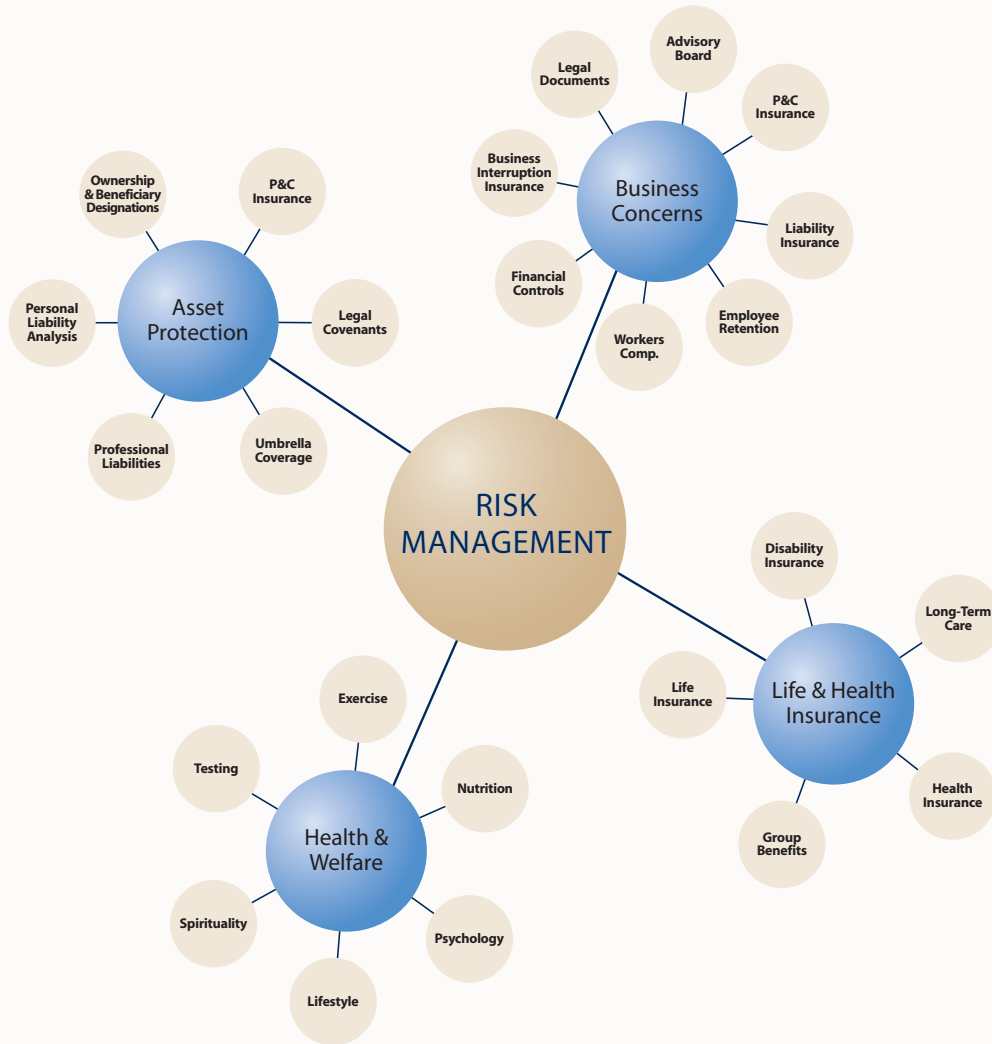 Advisory
Board
Legal
Documents
P&C
Insurance
Business
Interruption
Insurance
Business
Concerns
Liability
Insurance
Financial
Controls
Employee
Retention
Workers
Comp.
Ownership
& Beneficiary
Designations
P&C
Insurance
Asset
Protection
Personal
Liability
Analysis
Legal
Covenants
Professional
Liabilities
Umbrella
Coverage
RISK
MANAGEMENT
Disability
Insurance
Long-Term
Care
Life
Insurance
Life & Health
Insurance
Health
Insurance
Group
Benefits
Exercise
Testing
Nutrition
Health &
Welfare
Spirituality
Psychology
Lifestyle